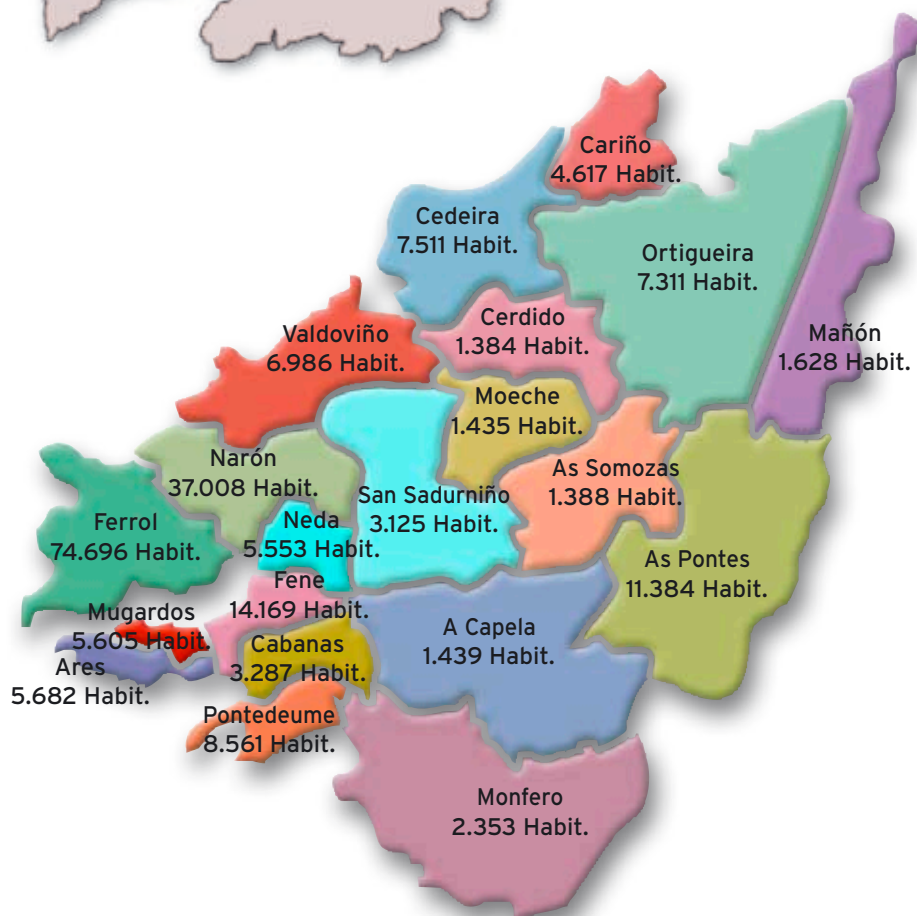 Cariño
4.617 Habit.
Cedeira
7.511 Habit.
Ortigueira
7.311 Habit.
Mañón
1.628 Habit.
Cerdido
1.384 Habit.
Valdoviño
6.986 Habit.
Moeche
1.435 Habit.
Narón
37.008 Habit.
As Somozas
1.388 Habit.
San Sadurniño
3.125 Habit.
Ferrol
74.696 Habit.
Neda
5.553 Habit.
As Pontes
11.384 Habit.
Fene
14.169 Habit.
Mugardos
5.605 Habit.
A Capela
1.439 Habit.
Cabanas
3.287 Habit.
Ares
5.682 Habit.
Pontedeume
8.561 Habit.
Monfero
2.353 Habit.